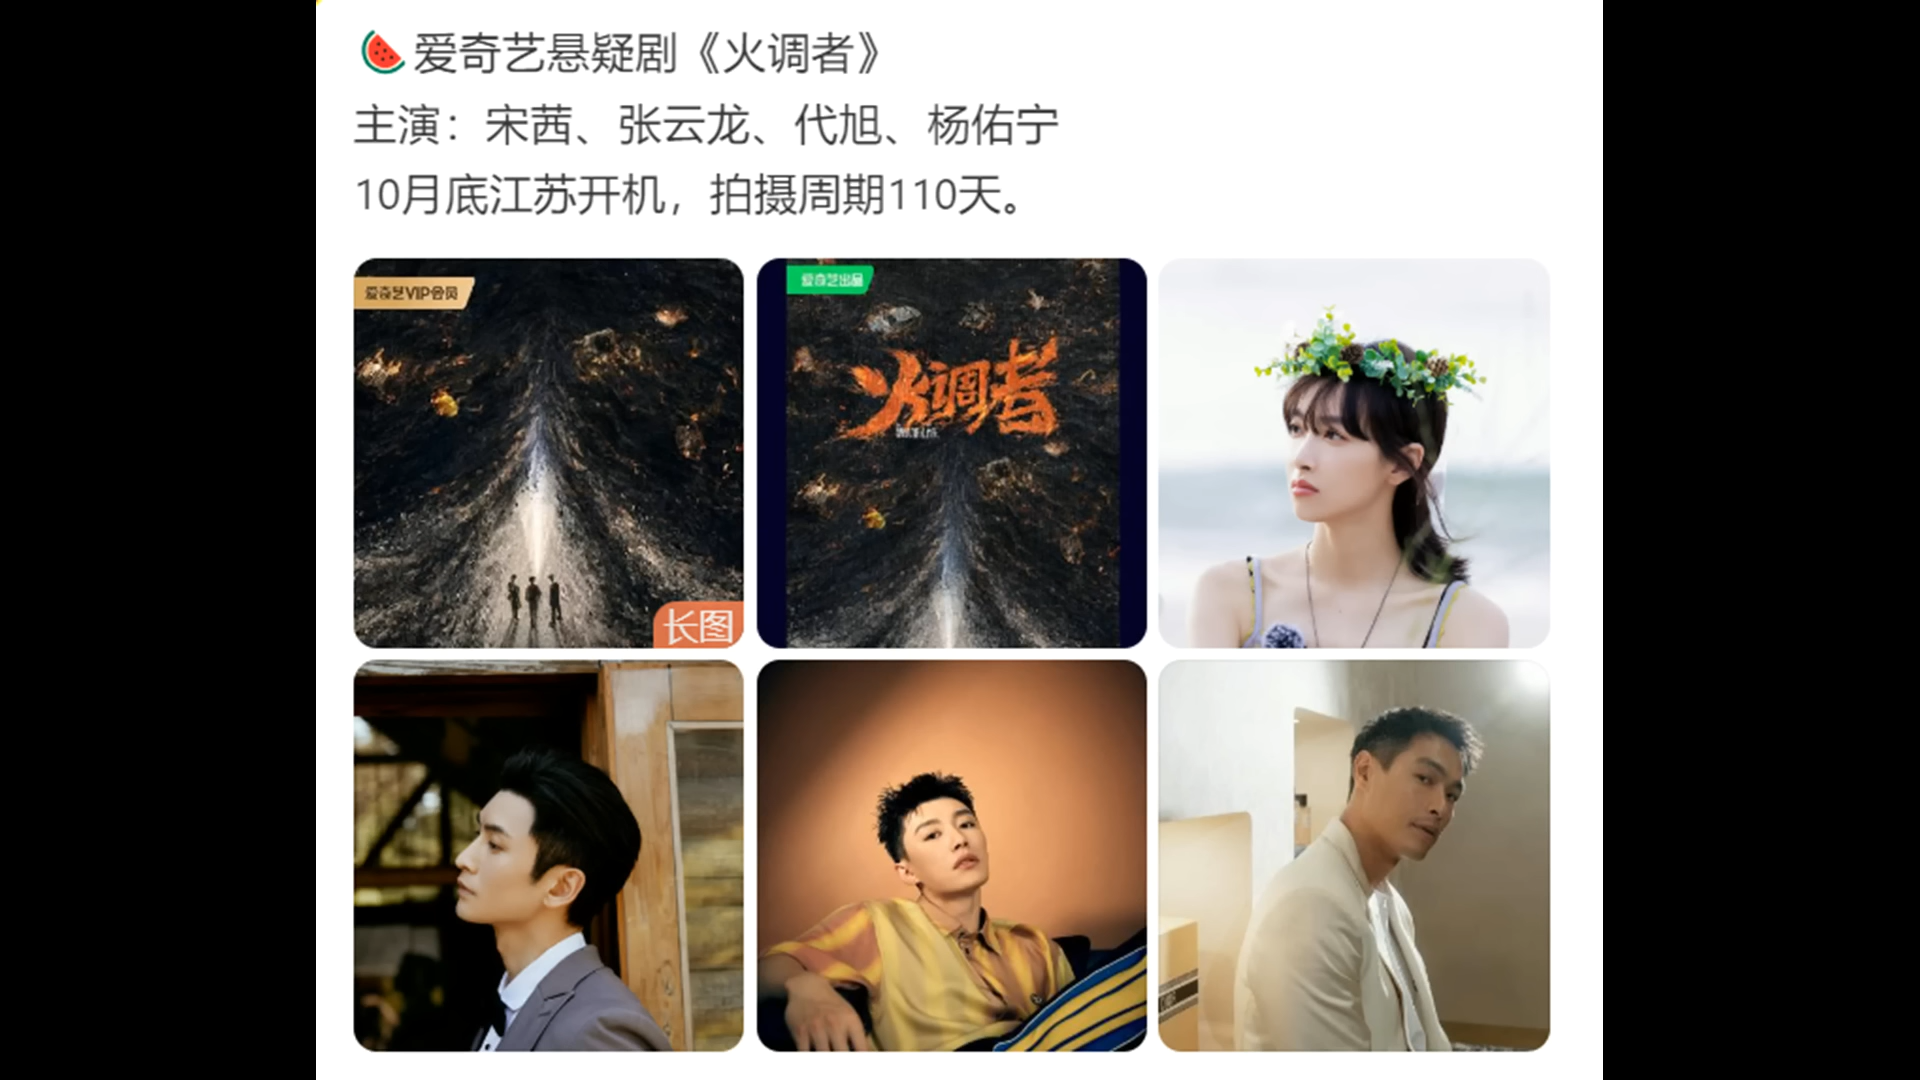 爱奇艺悬疑剧《火调者》
主演：宋茜、张云龙、代旭、杨佑宁
10月底江苏开机，拍摄周期110天。
爱奇艺VIP会员
长图
爱奇艺出品
火调者